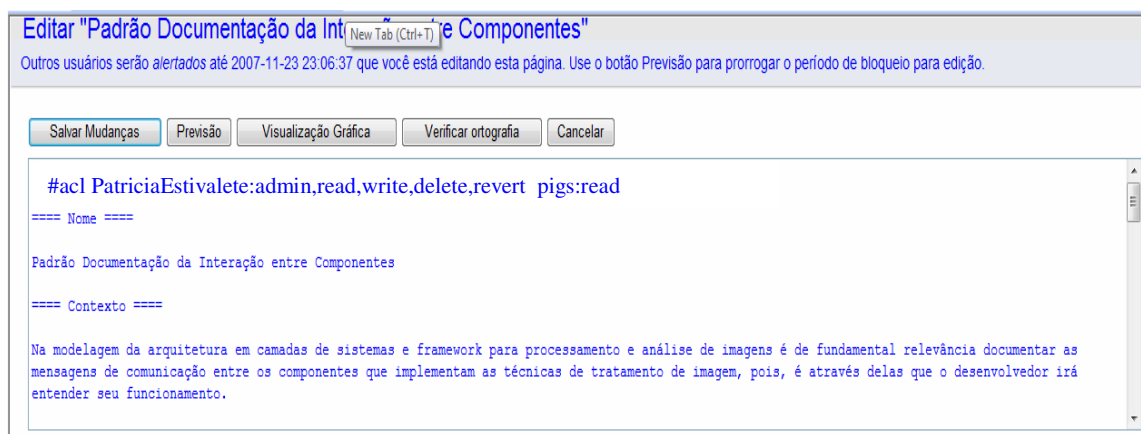 Editar "Padrão Documentação da Interação entre Componentes"
New Tab (Ctrl+T)
Outros usuários serão alertados até 2007-11-23 23:06:37 que você está editando esta página. Use o botão Previsão para prorrogar o período de bloqueio para edição.
Salvar Mudanças Previsão Visualização Gráfica Verificar ortografia Cancelar
#acl PatriciaEstivalete:admin,read,write,delete,revert pigs:read
==== Nome ====
Padrão Documentação da Interação entre Componentes
==== Contexto ====
Na modelagem da arquitetura em camadas de sistemas e framework para processamento e análise de imagens é de fundamental relevância documentar as
mensagens de comunicação entre os componentes que implementam as técnicas de tratamento de imagem, pois, é através delas que o desenvolvedor irá
entender seu funcionamento.